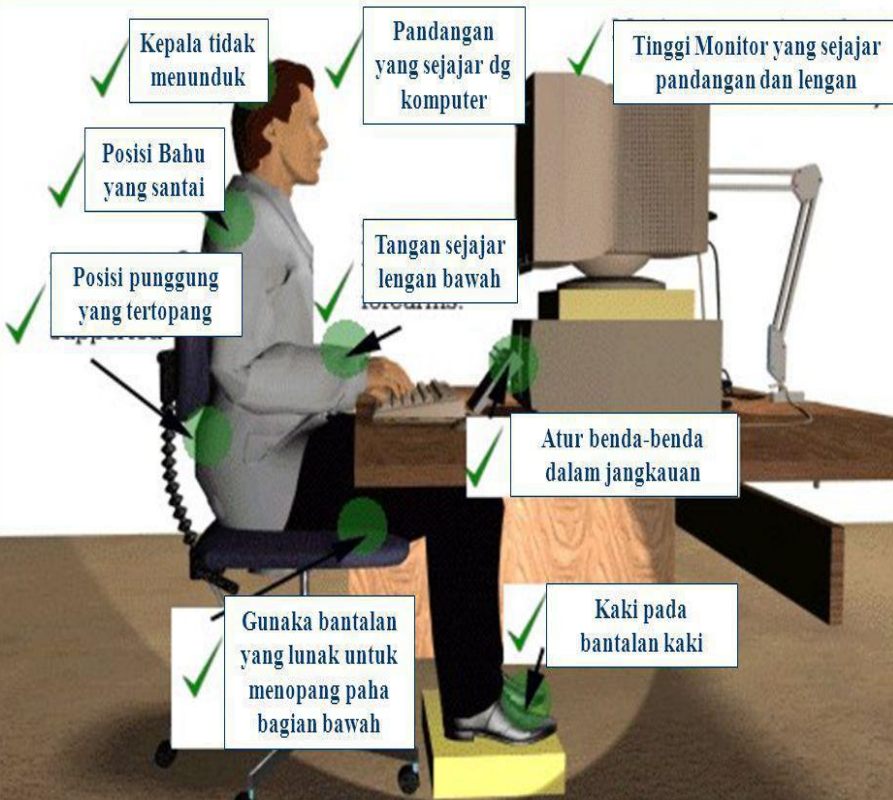 Kepala tidak
menunduk
Pandangan
yang sejajar dg
komputer
Tinggi Monitor yang sejajar
pandangan dan lengan
Posisi Bahu
yang santai
Posisi punggung
yang tertopang
Tangan sejajar
lengan bawah
forearms.
Atur benda-benda
dalam jangkauan
Gunaka bantalan
yang lunak untuk
menopang paha
bagian bawah
Kaki pada
bantalan kaki